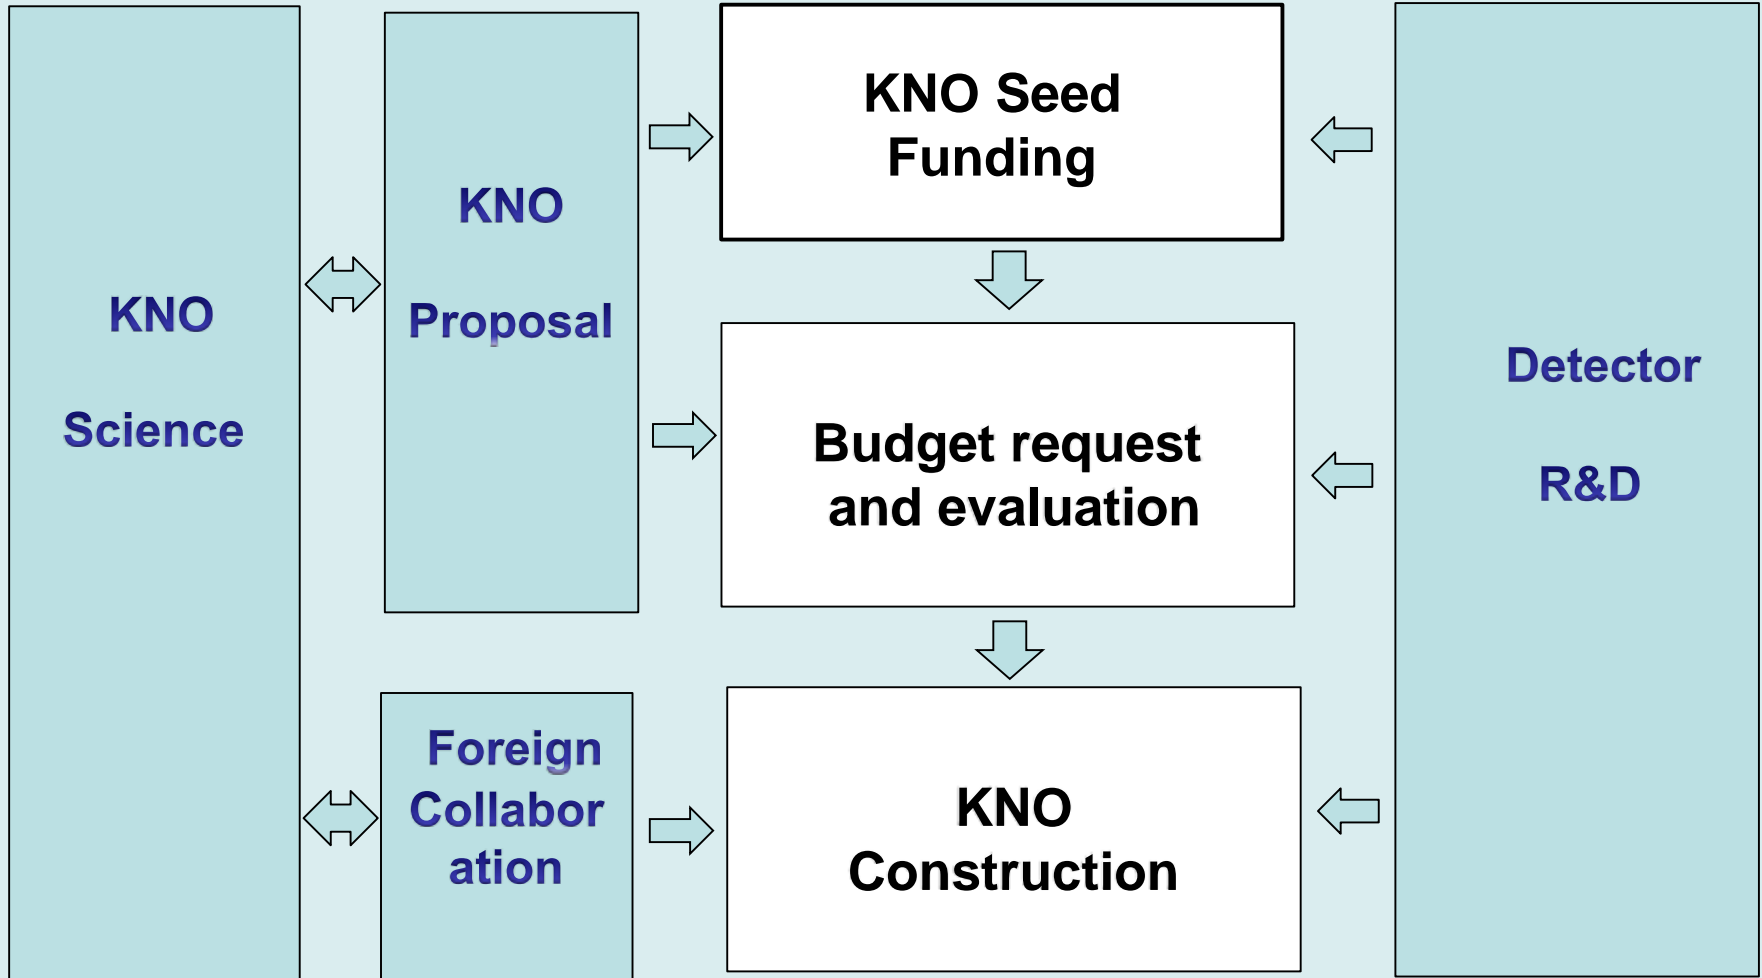 KNO
Science
KNO
Proposal
Foreign
Collabor
ation
KNO Seed
Funding
Budget request
and evaluation
KNO
Construction
Detector
R&D